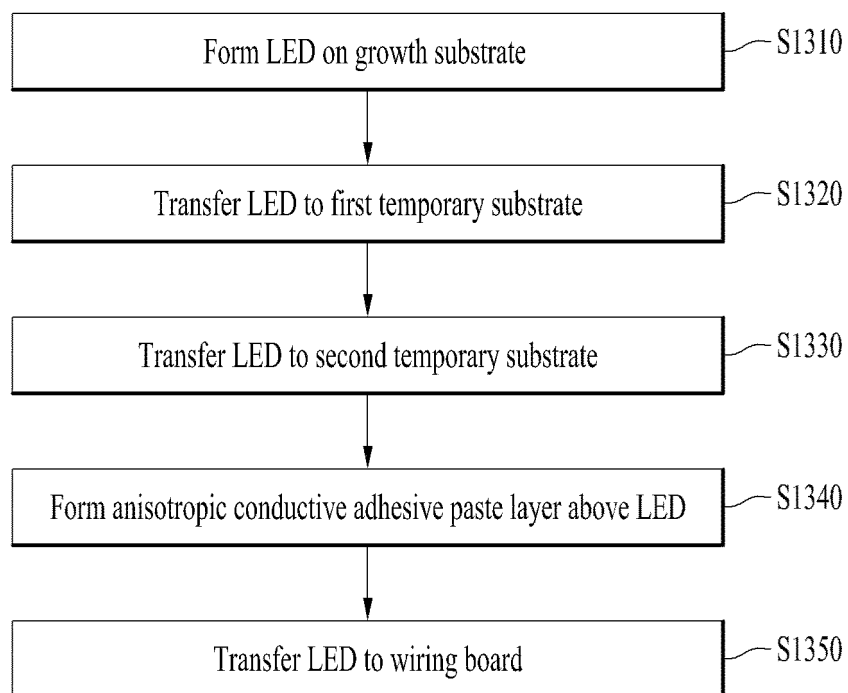 Form LED on growth substrate
S1310
Transfer LED to first temporary substrate
S1320
Transfer LED to second temporary substrate
S1330
Form anisotropic conductive adhesive paste layer above LED
S1340
Transfer LED to wiring board
S1350